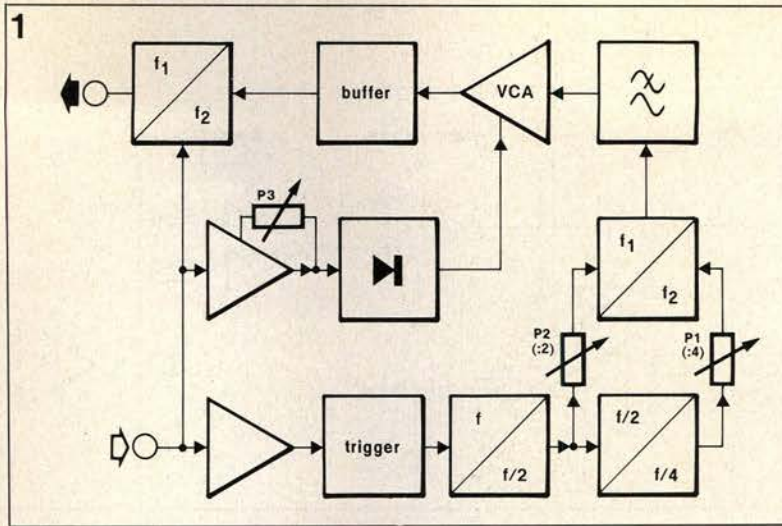 1
f1
f2
buffer
VCA
P3
f1
f2
P2
(:2)
P1
(:4)
trigger
f
f/2
f/2
f/4